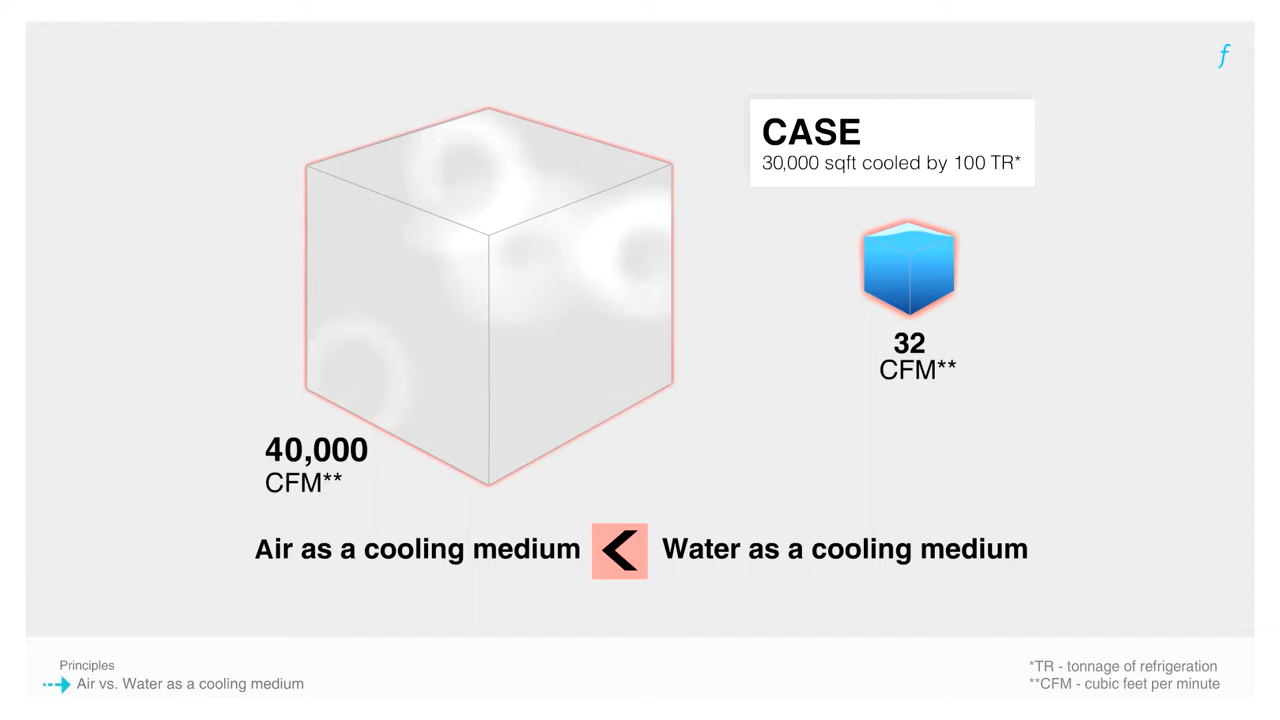 f
CASE
30,000 sqft cooled by 100 TR*
32
CFM**
40,000
CFM**
Air as a cooling medium < Water as a cooling medium
Principles
Air vs. Water as a cooling medium
*TR - tonnage of refrigeration
**CFM - cubic feet per minute